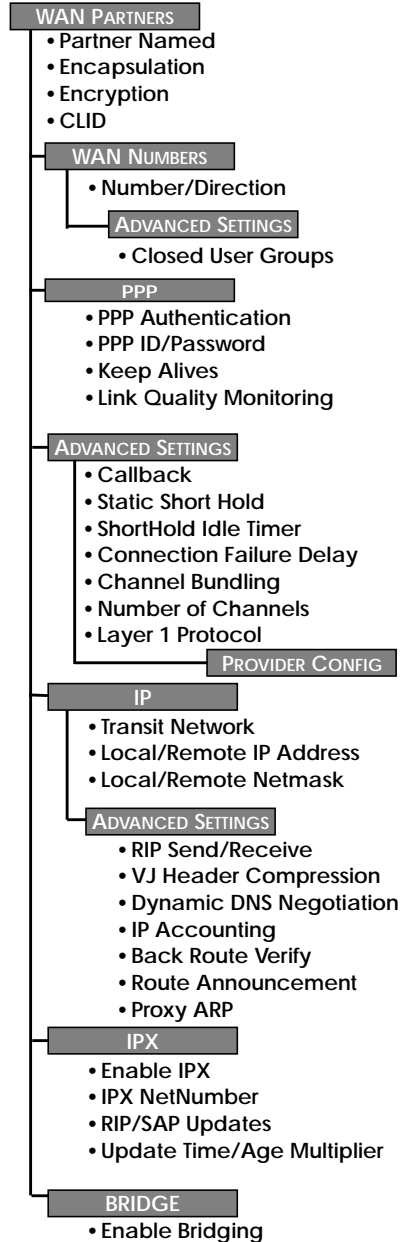 WAN PARTNERS
• Partner Named
• Encapsulation
• Encryption
• CLID
WAN NUMBERS
• Number/Direction
ADVANCED SETTINGS
• Closed User Groups
PPP
• PPP Authentication
• PPP ID/Password
• Keep Alives
• Link Quality Monitoring
ADVANCED SETTINGS
• Callback
• Static Short Hold
• ShortHold Idle Timer
• Connection Failure Delay
• Channel Bundling
• Number of Channels
• Layer 1 Protocol
PROVIDER CONFIG
IP
• Transit Network
• Local/Remote IP Address
• Local/Remote Netmask
ADVANCED SETTINGS
• RIP Send/Receive
• VJ Header Compression
• Dynamic DNS Negotiation
• IP Accounting
• Back Route Verify
• Route Announcement
• Proxy ARP
IPX
• Enable IPX
• IPX NetNumber
• RIP/SAP Updates
• Update Time/Age Multiplier
BRIDGE
• Enable Bridging